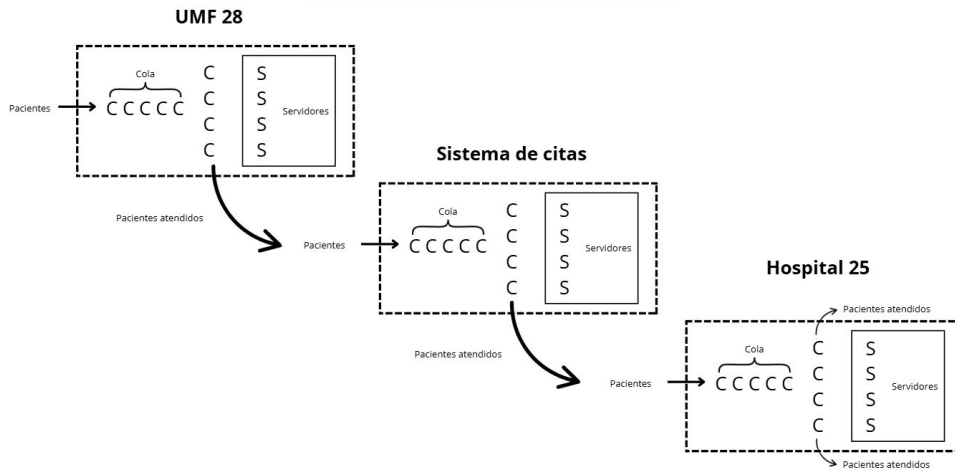 UMF 28
Cola
Pacientes
C C C C C
C
C
C
C
S
S
S
S
Servidores
Pacientes atendidos
Sistema de citas
Cola
Pacientes
C C C C C
C
C
C
C
S
S
S
S
Servidores
Pacientes atendidos
Hospital 25
Pacientes atendidos
Cola
Pacientes
C C C C C
C
C
C
C
S
S
S
S
Servidores
Pacientes atendidos